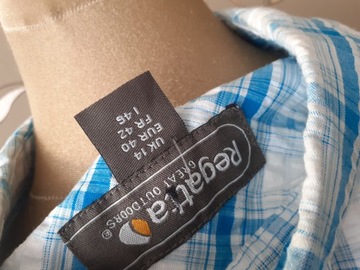 UK 14
EUR 40
FR 42
I 46
Regatta
GREAT OUTDOORS®